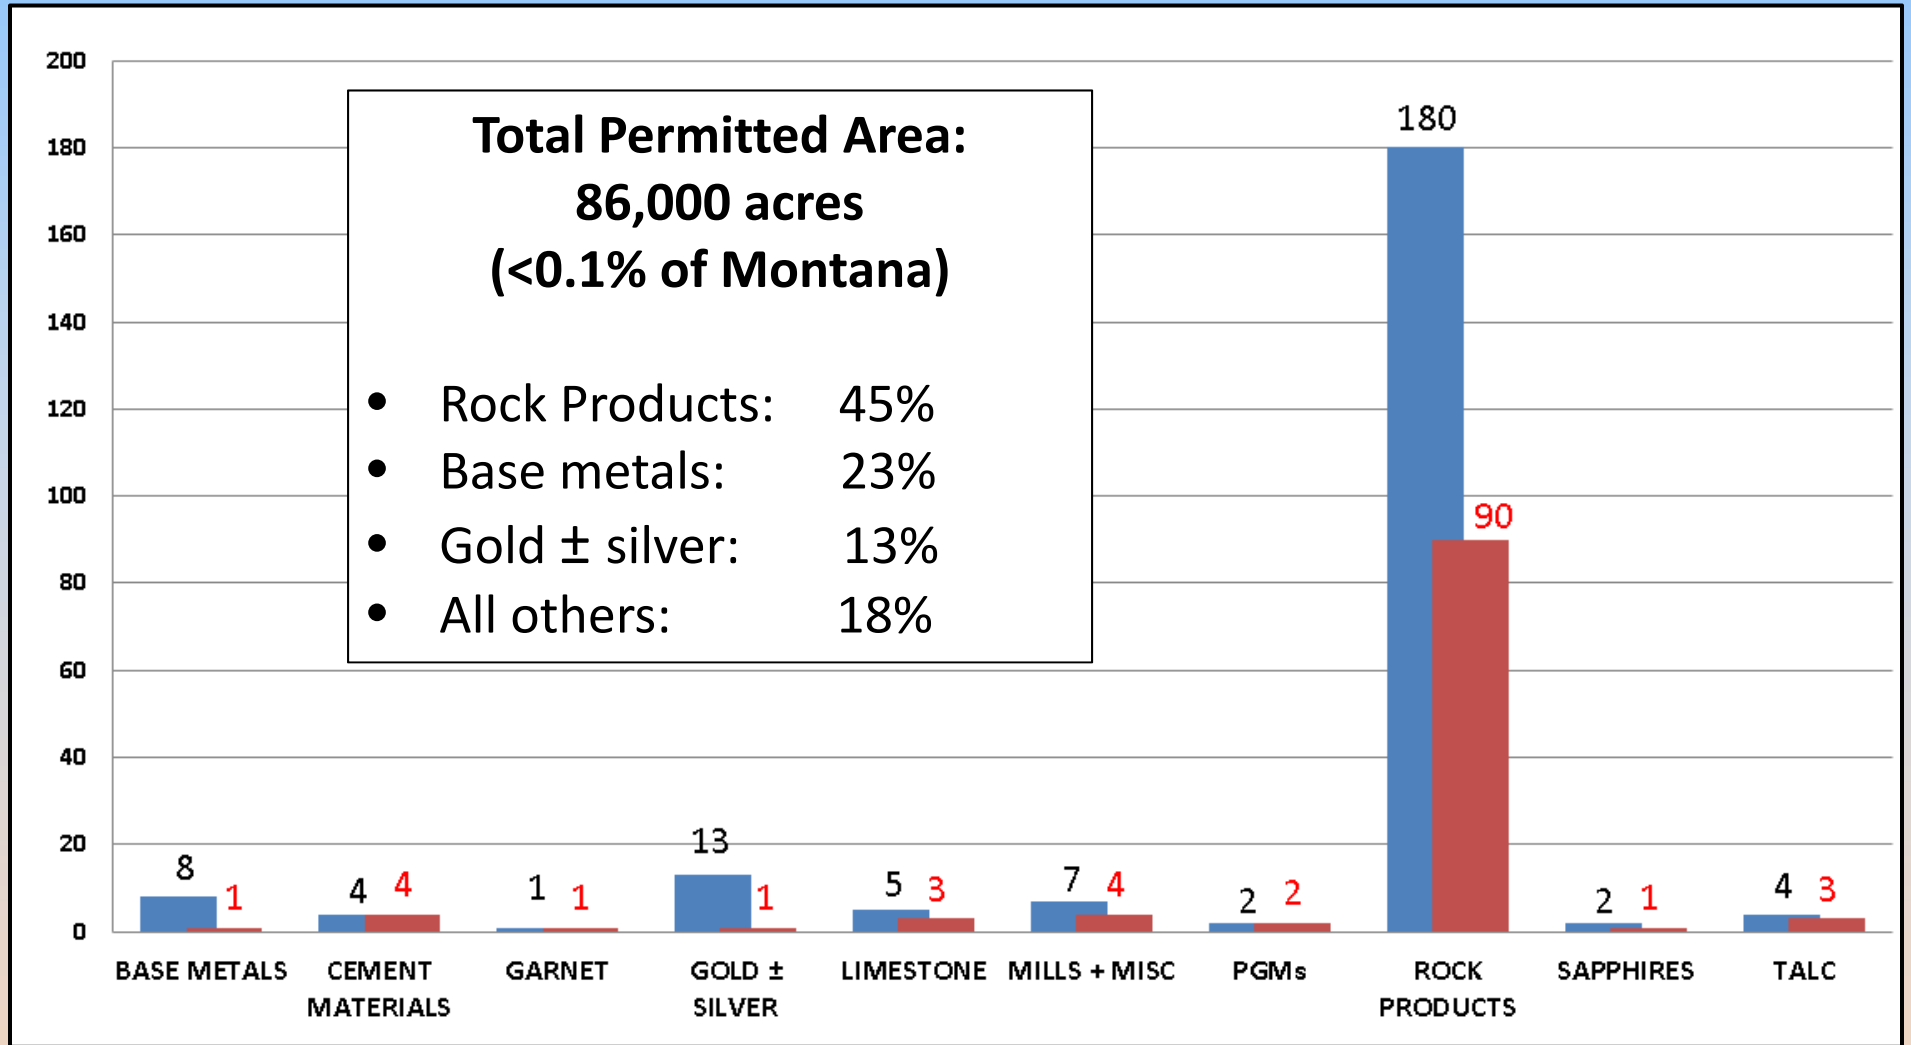 200
180
160
140
120
100
80
60
40
20
0
Total Permitted Area:
86,000 acres
(<0.1% of Montana)
• Rock Products: 45%
• Base metals: 23%
• Gold ± silver: 13%
• All others: 18%
8 1
4 4
1 1
13 1
5 3
7 4
2 2
180 90
2 1
4 3
BASE METALS
CEMENT
MATERIALS
GARNET
GOLD ±
SILVER
LIMESTONE
MILLS + MISC
PGMs
ROCK
PRODUCTS
SAPPHIRES
TALC